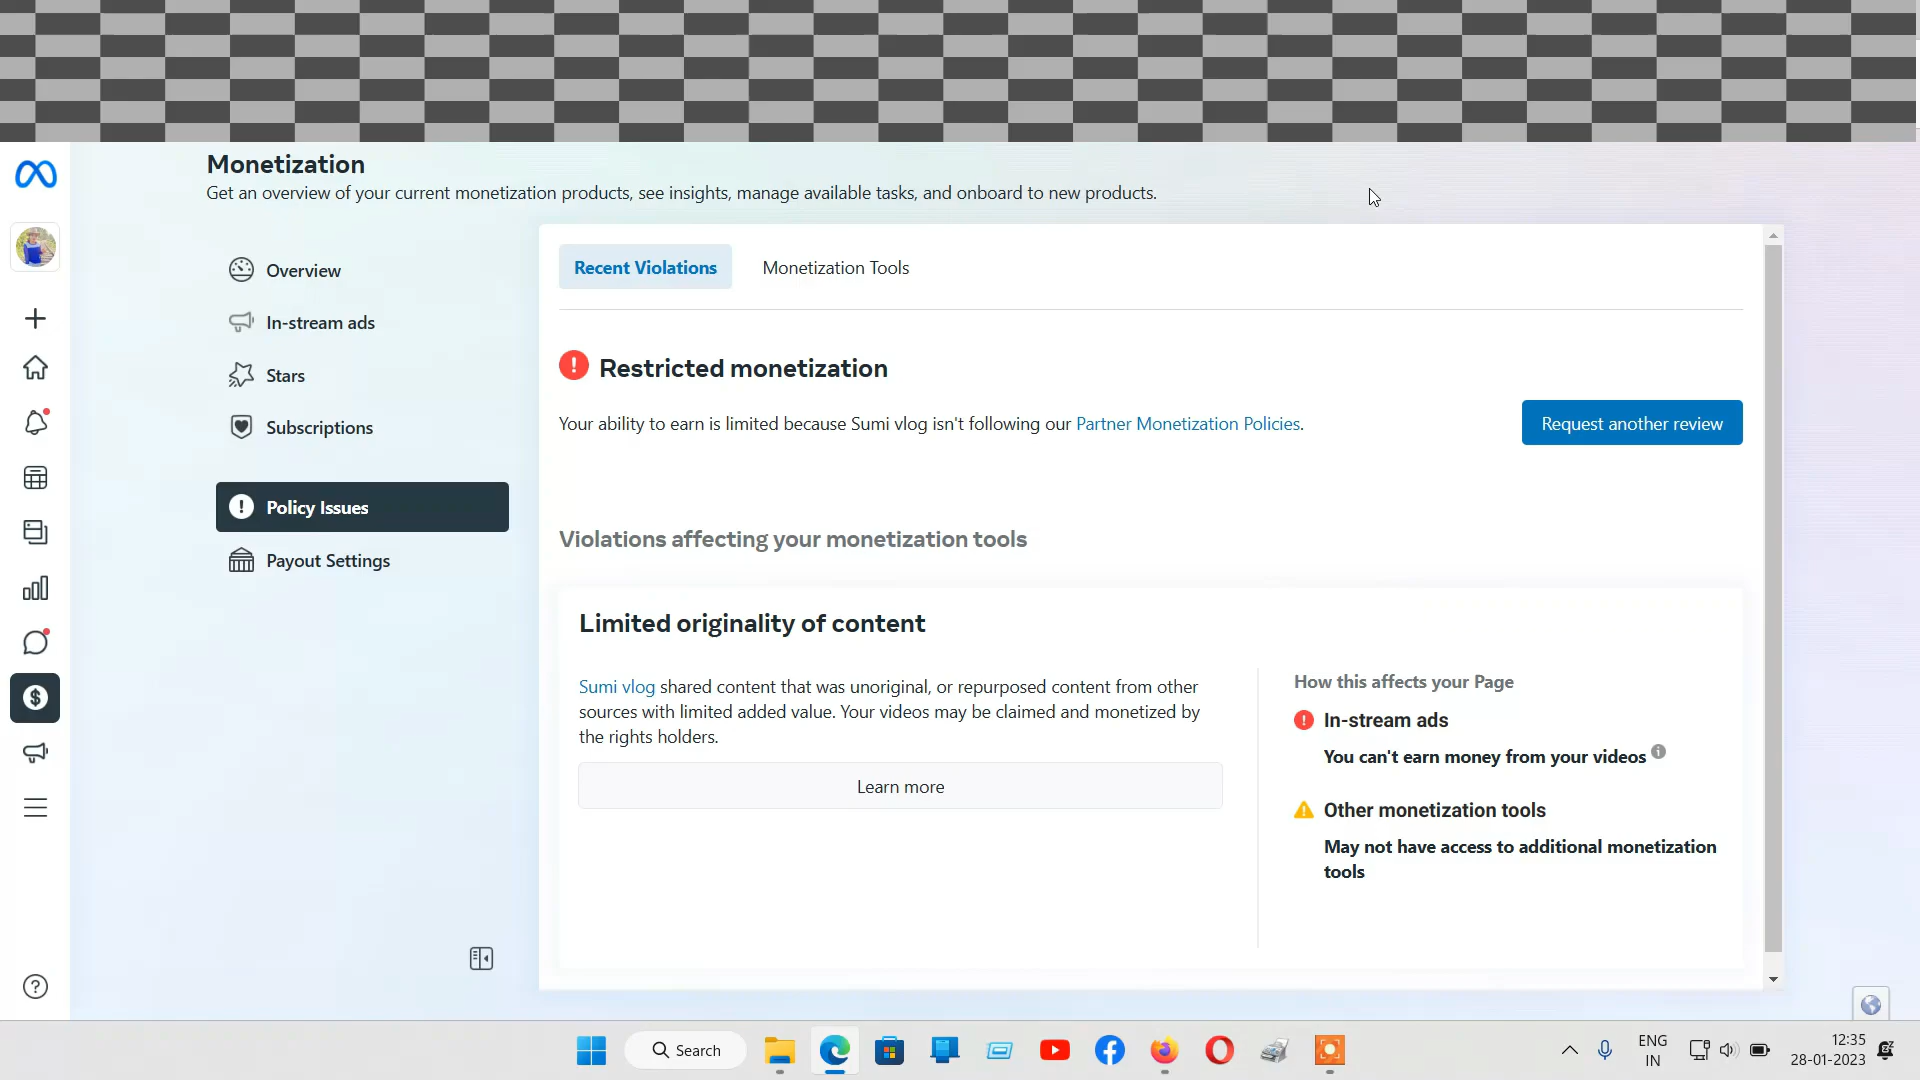 Monetization
Get an overview of your current monetization products, see insights, manage available tasks, and onboard to new products.
Overview
In-stream ads
Stars
Subscriptions
Policy Issues
Payout Settings
Recent Violations
Monetization Tools
Restricted monetization
Your ability to earn is limited because Sumi vlog isn't following our Partner Monetization Policies.
Request another review
Violations affecting your monetization tools
Limited originality of content
Sumi vlog shared content that was unoriginal, or repurposed content from other
sources with limited added value. Your videos may be claimed and monetized by
the rights holders.
Learn more
How this affects your Page
In-stream ads
You can't earn money from your videos
Other monetization tools
May not have access to additional monetization
tools
Search
ENG
IN
12:35
28-01-2023